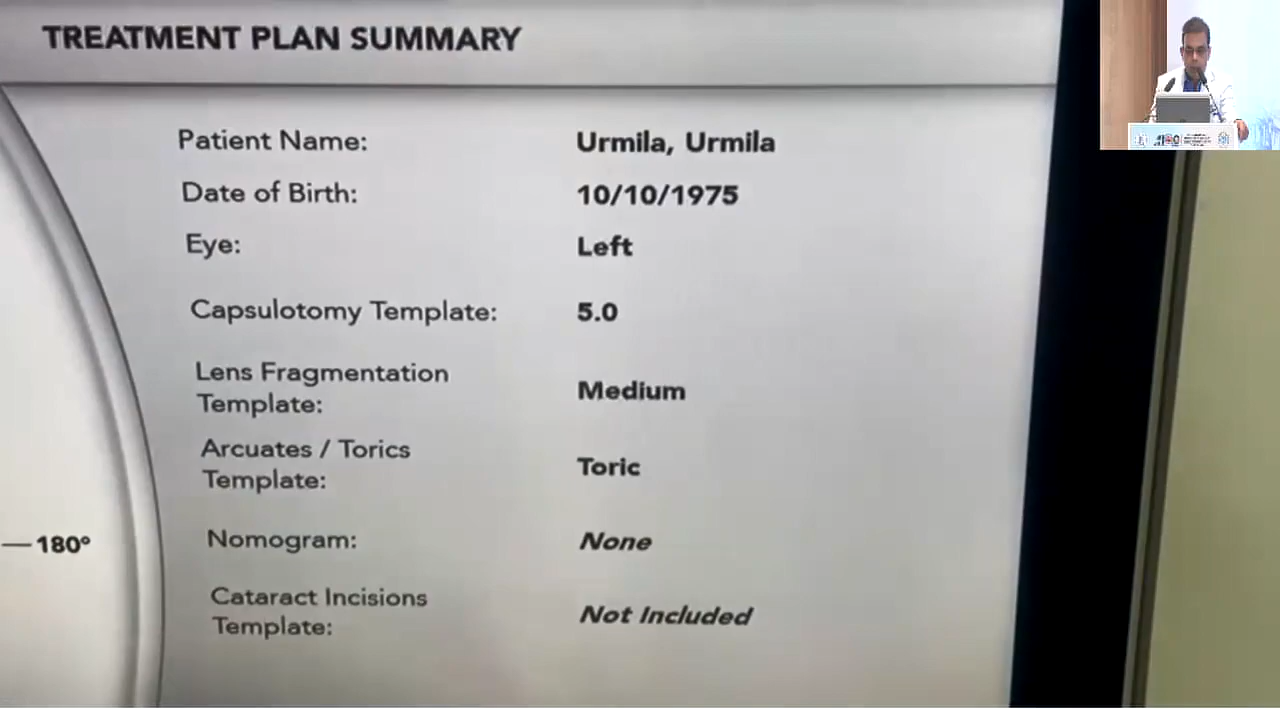 TREATMENT PLAN SUMMARY
Patient Name: Urmila, Urmila
Date of Birth: 10/10/1975
Eye: Left
Capsulotomy Template: 5.0
Lens Fragmentation
Template: Medium
Arcuates / Torics
Template: Toric
Nomogram: None
180°
Cataract Incisions
Template: Not Included